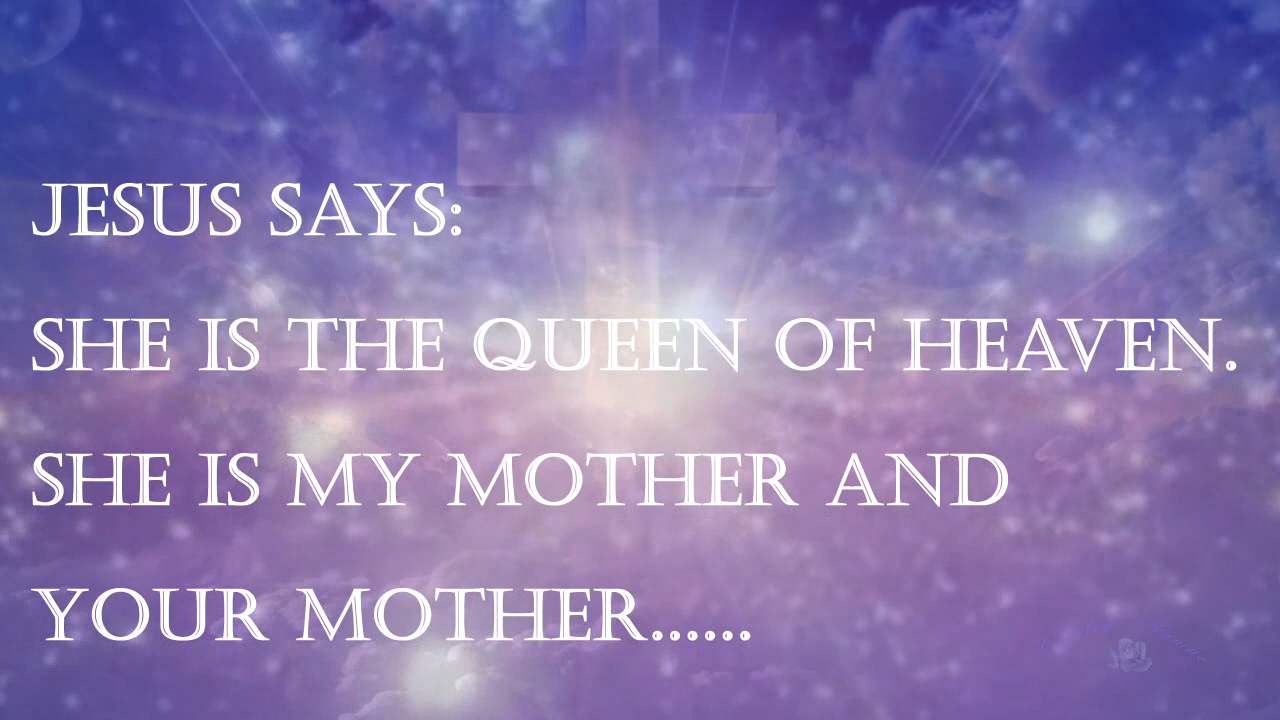 JESUS SAYS:
SHE IS THE QUEEN OF HEAVEN.
SHE IS MY MOTHER AND
YOUR MOTHER......